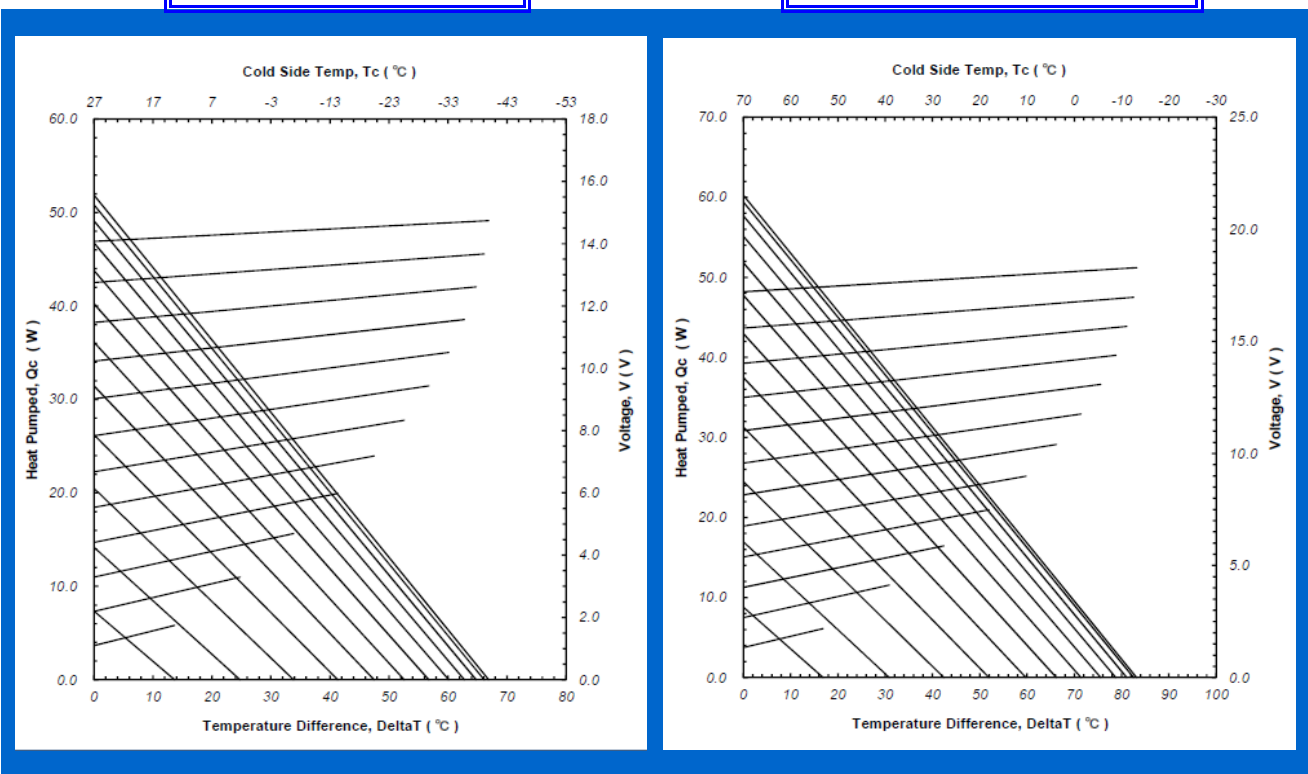 Cold Side Temp, Tc ( ℃ )
27 17 7 -3 -13 -23 -33 -43 -53
60.0 18.0
16.0
50.0
14.0
40.0 12.0
10.0
30.0
8.0
20.0 6.0
4.0
10.0
2.0
0.0 0.0
0 10 20 30 40 50 60 70 80
Heat Pumped, Qc ( W )
Voltage, V ( V )
Temperature Difference, DeltaT ( ℃ )
Cold Side Temp, Tc ( ℃ )
70 60 50 40 30 20 10 0 -10 -20 -30
70.0 25.0
60.0
20.0
50.0
40.0 15.0
30.0
10.0
20.0
10.0 5.0
0.0 0.0
0 10 20 30 40 50 60 70 80 90 100
Heat Pumped, Qc ( W )
Voltage, V ( V )
Temperature Difference, DeltaT ( ℃ )